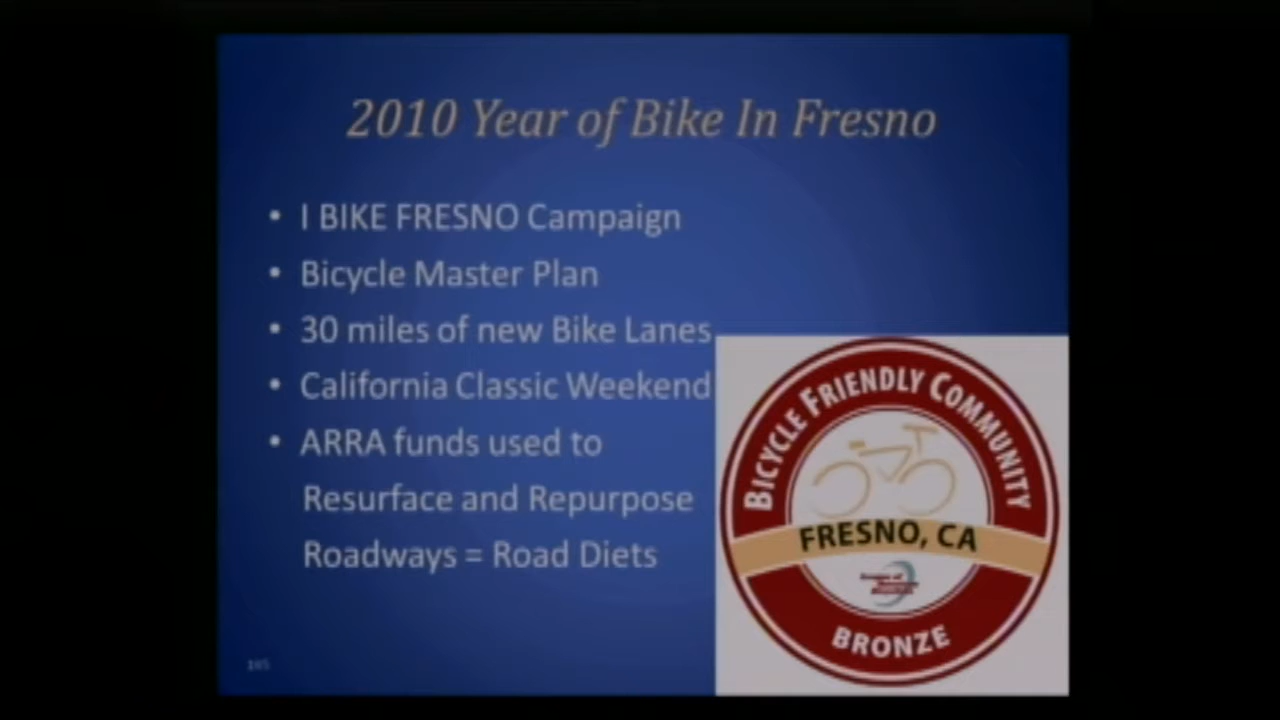 2010 Year of Bike In Fresno
• I BIKE FRESNO Campaign
• Bicycle Master Plan
• 30 miles of new Bike Lanes
• California Classic Weekend
• ARRA funds used to
Resurface and Repurpose
Roadways = Road Diets
BICYCLE FRIENDLY COMMUNITY
FRESNO, CA
BRONZE